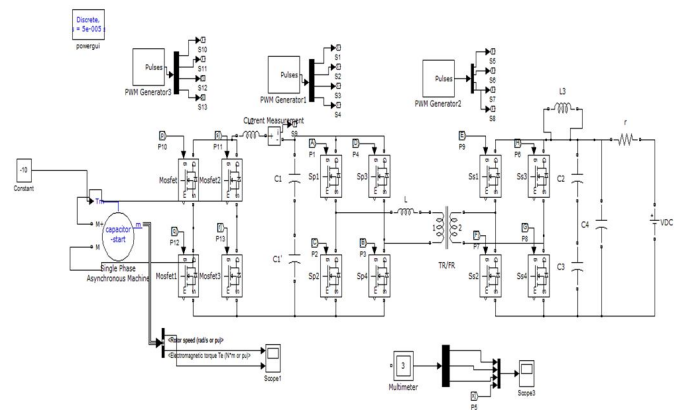 Discrete,
s = 5e-005
powergui
Pulses
PWM Generator3
S10
S11
S12
S13
Pulses
PWM Generator1
S1
S2
S3
S4
Pulses
PWM Generator2
S5
S6
S7
S8
L3
r
Current Measurement
S9
P10
P11
P1
P4
P9
P6
-10
Constant
Mosfet
Mosfet2
C1
Sp1
Sp3
Ss1
Ss3
C2
Tm
L
C4
VDC
M+
capacitor
-start
m
M
1
2
TR/FR
P12
P13
P2
P3
P7
P8
Single Phase
Asynchronous Machine
Mosfet1
Mosfet3
C1'
Sp2
Sp4
Ss2
Ss4
C3
<Rotor speed (rad/s or pu)>
<Electromagnetic torque Te (N*m or pu)>
Scope1
3
Multimeter
Scope3
P5